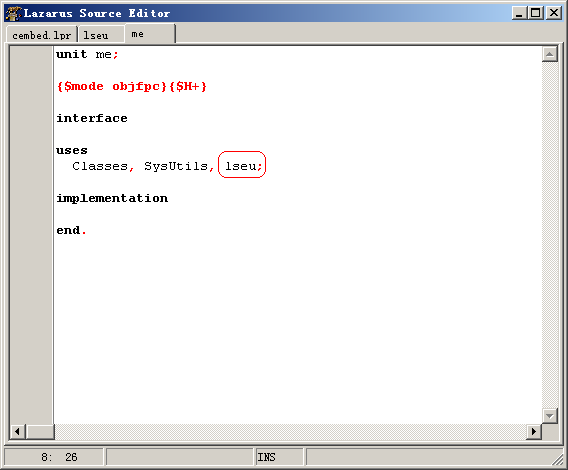 Lazarus Source Editor
cembed.lpr lseu me
unit me;
{$mode objfpc}{$H+}
interface
uses
Classes, SysUtils, lseu;
implementation
end.
8: 26 INS